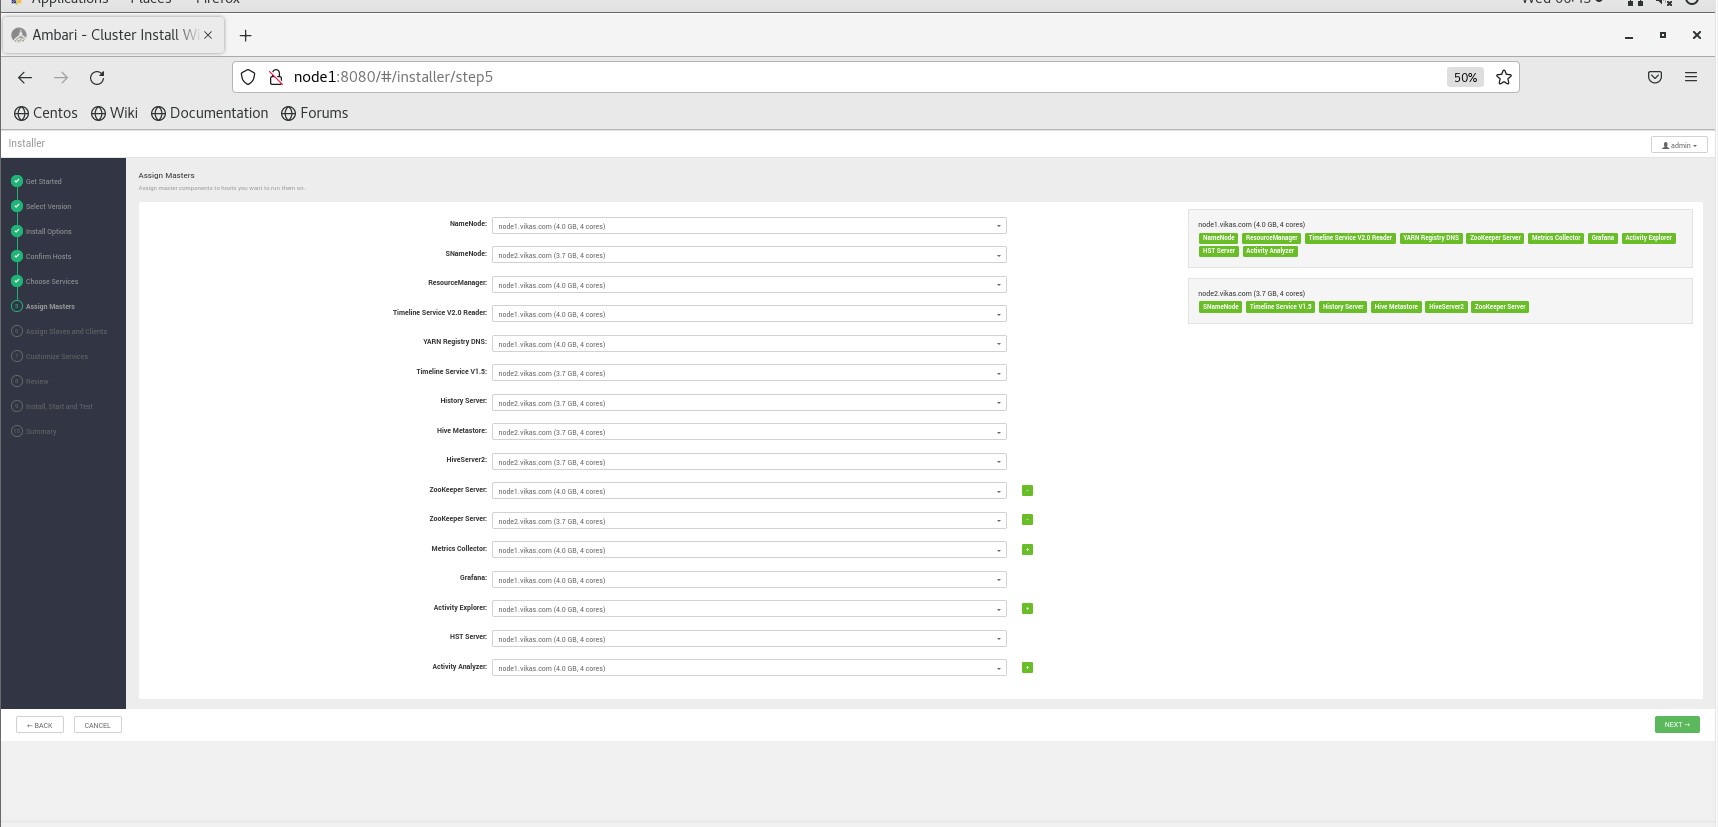 Applications Places Firefox
Ambari - Cluster Install Wi
node1:8080/#/installer/step5 50%
Centos Wiki Documentation Forums
Installer admin
Get Started
Select Version
Install Options
Confirm Hosts
Choose Services
5 Assign Masters
6 Assign Slaves and Clients
7 Customize Services
8 Review
9 Install, Start and Test
10 Summary
Assign Masters
Assign master components to hosts you want to run them on.
NameNode: node1.vikas.com (4.0 GB, 4 cores)
SNameNode: node2.vikas.com (3.7 GB, 4 cores)
ResourceManager: node1.vikas.com (4.0 GB, 4 cores)
Timeline Service V2.0 Reader: node1.vikas.com (4.0 GB, 4 cores)
YARN Registry DNS: node1.vikas.com (4.0 GB, 4 cores)
Timeline Service V1.5: node2.vikas.com (3.7 GB, 4 cores)
History Server: node2.vikas.com (3.7 GB, 4 cores)
Hive Metastore: node2.vikas.com (3.7 GB, 4 cores)
HiveServer2: node2.vikas.com (3.7 GB, 4 cores)
ZooKeeper Server: node1.vikas.com (4.0 GB, 4 cores) -
ZooKeeper Server: node2.vikas.com (3.7 GB, 4 cores) -
Metrics Collector: node1.vikas.com (4.0 GB, 4 cores) +
Grafana: node1.vikas.com (4.0 GB, 4 cores)
Activity Explorer: node1.vikas.com (4.0 GB, 4 cores) +
HST Server: node1.vikas.com (4.0 GB, 4 cores)
Activity Analyzer: node1.vikas.com (4.0 GB, 4 cores) +
node1.vikas.com (4.0 GB, 4 cores)
NameNode ResourceManager Timeline Service V2.0 Reader YARN Registry DNS ZooKeeper Server Metrics Collector Grafana Activity Explorer
HST Server Activity Analyzer
node2.vikas.com (3.7 GB, 4 cores)
SNameNode Timeline Service V1.5 History Server Hive Metastore HiveServer2 ZooKeeper Server
← BACK CANCEL NEXT →